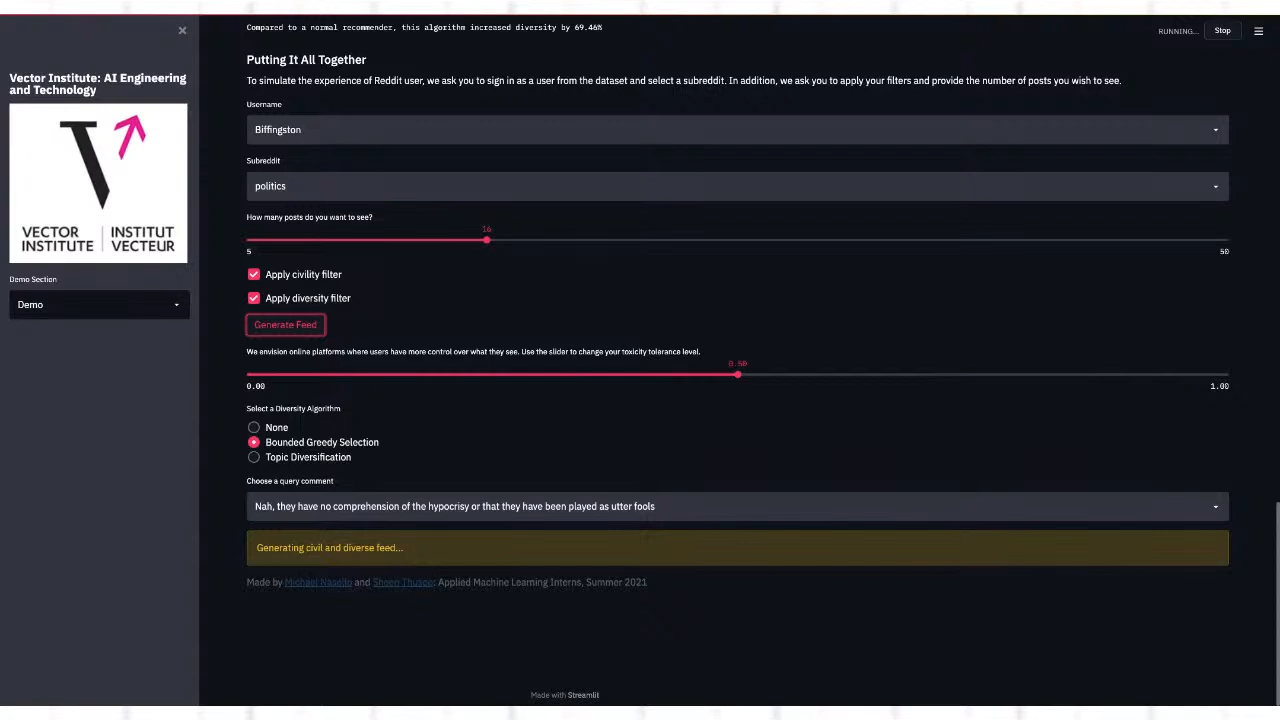 Compared to a normal recommender, this algorithm increased diversity by 69.46%
RUNNING...
Stop
Putting It All Together
To simulate the experience of Reddit user, we ask you to sign in as a user from the dataset and select a subreddit. In addition, we ask you to apply your filters and provide the number of posts you wish to see.
Vector Institute: AI Engineering
and Technology
VECTOR INSTITUTE
INSTITUT VECTEUR
Demo Section
Demo
Username
Biffingston
Subreddit
politics
How many posts do you want to see?
16
5
50
Apply civility filter
Apply diversity filter
Generate Feed
We envision online platforms where users have more control over what they see. Use the slider to change your toxicity tolerance level.
0.50
0.00
1.00
Select a Diversity Algorithm
None
Bounded Greedy Selection
Topic Diversification
Choose a query comment
Nah, they have no comprehension of the hypocrisy or that they have been played as utter fools
Generating civil and diverse feed...
Made by Michael and Sheen Applied Machine Learning Interns, Summer 2021
Made with Streamlit